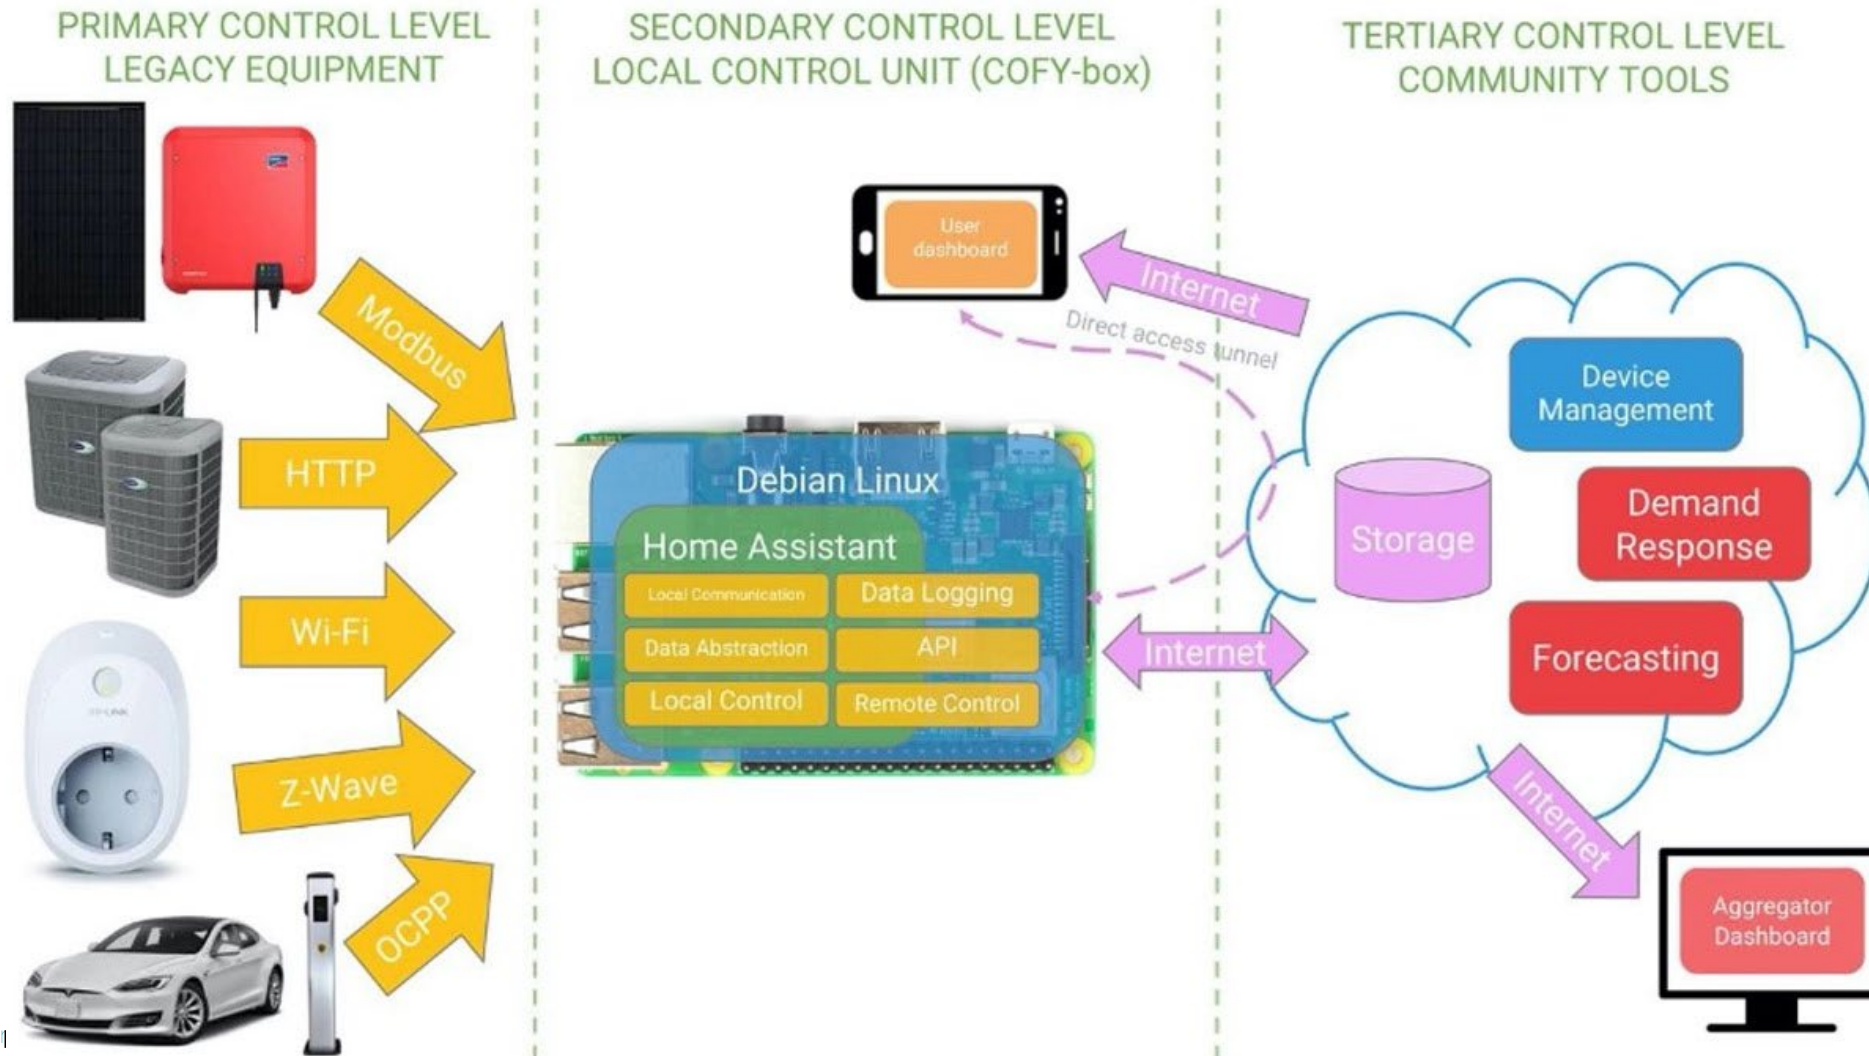 PRIMARY CONTROL LEVEL
LEGACY EQUIPMENT
SECONDARY CONTROL LEVEL
LOCAL CONTROL UNIT (COFY-box)
TERTIARY CONTROL LEVEL
COMMUNITY TOOLS
Modbus
HTTP
Wi-Fi
Z-Wave
OCPP
User
dashboard
Internet
Direct access tunnel
Debian Linux
Home Assistant
Local Communication
Data Logging
Data Abstraction
API
Local Control
Remote Control
Internet
Device
Management
Storage
Demand
Response
Forecasting
Internet
Aggregator
Dashboard